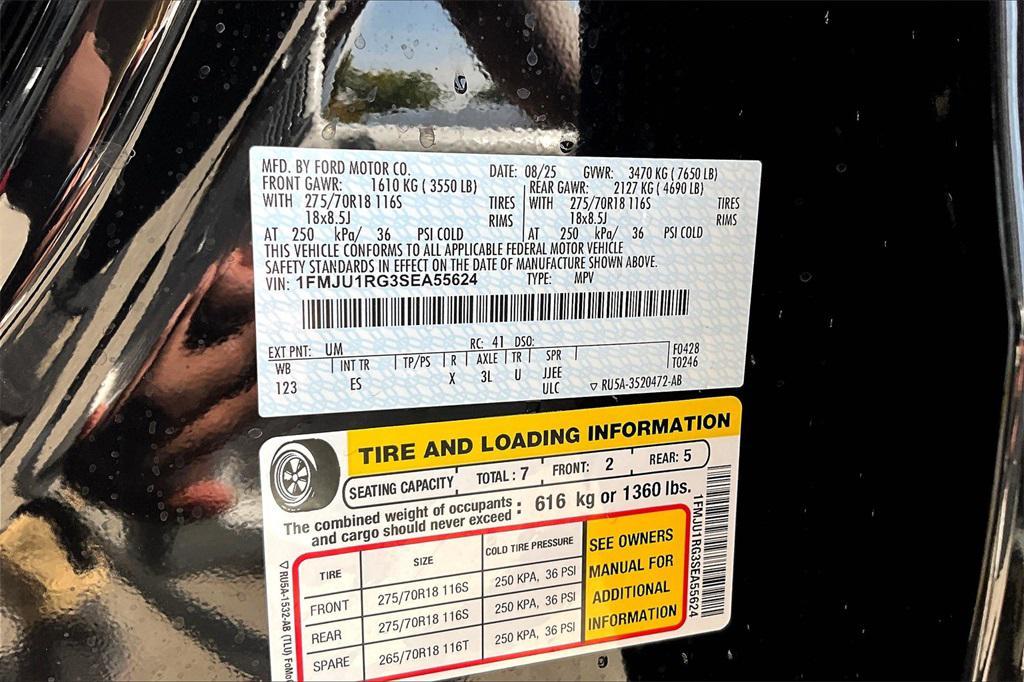 MFD. BY FORD MOTOR CO. DATE: 08/25 GVWR: 3470 KG ( 7650 LB)
FRONT GAWR: 1610 KG ( 3550 LB) REAR GAWR: 2127 KG ( 4690 LB)
WITH 275/70R18 116S TIRES WITH 275/70R18 116S TIRES
18x8.5J RIMS 18x8.5J RIMS
AT 250 kPa/ 36 PSI COLD AT 250 kPa/ 36 PSI COLD
THIS VEHICLE CONFORMS TO ALL APPLICABLE FEDERAL MOTOR VEHICLE
SAFETY STANDARDS IN EFFECT ON THE DATE OF MANUFACTURE SHOWN ABOVE.
VIN: 1FMJU1RG3SEA55624 TYPE: MPV
EXT PNT: UM RC: 41 DSO: F0428
WB INT TR TP/PS R AXLE TR SPR T0246
123 ES X 3L U JJEE
ULC ▽ RU5A-3520472-AB
TIRE AND LOADING INFORMATION
SEATING CAPACITY TOTAL : 7 FRONT: 2 REAR: 5
The combined weight of occupants
and cargo should never exceed : 616 kg or 1360 lbs.
TIRE SIZE COLD TIRE PRESSURE
FRONT 275/70R18 116S 250 KPA, 36 PSI
REAR 275/70R18 116S 250 KPA, 36 PSI
SPARE 265/70R18 116T 250 KPA, 36 PSI
SEE OWNERS
MANUAL FOR
ADDITIONAL
INFORMATION
1FMJU1RG3SEA55624
▽ RU5A-1532-AB (TLU) FoMoC